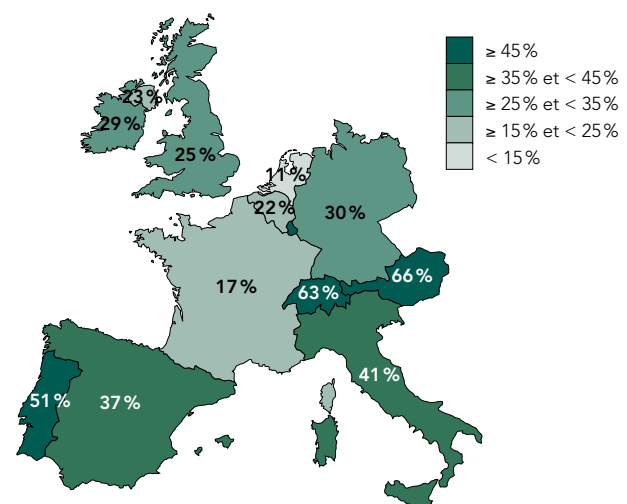 ≥ 45 %
≥ 35 % et < 45 %
≥ 25 % et < 35 %
≥ 15 % et < 25 %
< 15 %
23 %
29 %
25 %
11 %
22 %
30 %
17 %
63 %
66 %
41 %
51 %
37 %